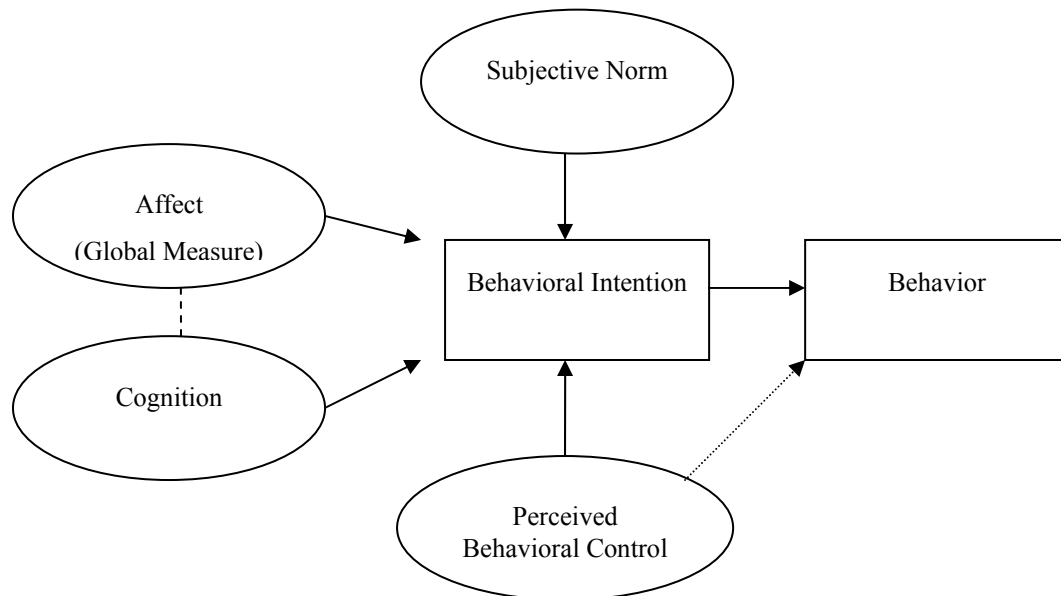 Subjective Norm
Affect
(Global Measure)
Behavioral Intention
Behavior
Cognition
Perceived
Behavioral Control